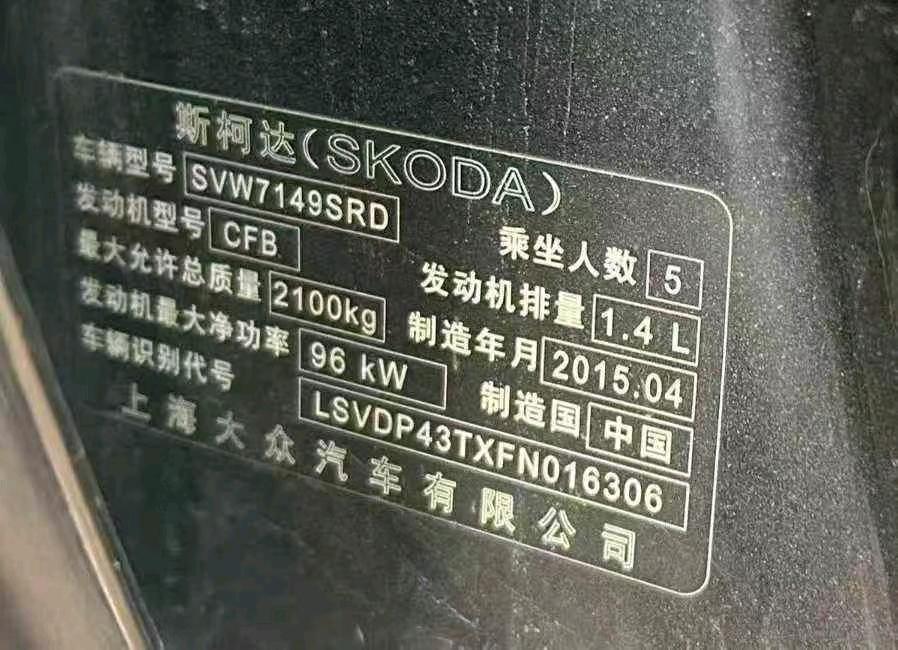 斯柯达(SKODA)
车辆型号 SVW7149SRD 乘坐人数 5
发动机型号 CFB 发动机排量 1.4 L
最大允许总质量 2100kg 制造年月 2015.04
发动机最大净功率 96 kW 制造国 中国
车辆识别代号 LSVDP43TXFN016306
上海大众汽车有限公司